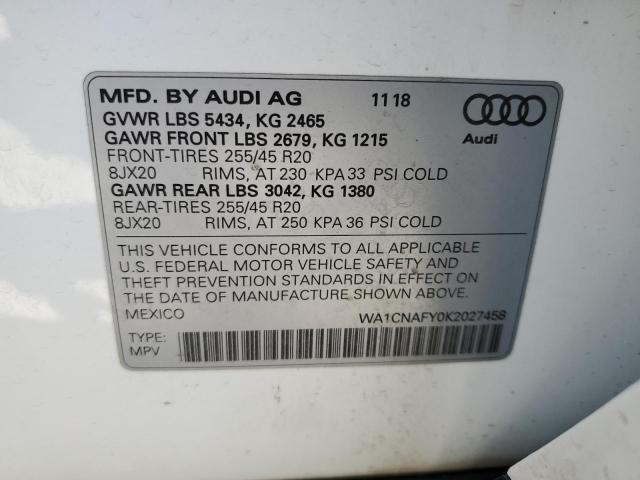 MFD. BY AUDI AG 11 18
GVWR LBS 5434, KG 2465
GAWR FRONT LBS 2679, KG 1215
Audi
FRONT-TIRES 255/45 R20
8JX20 RIMS, AT 230 KPA 33 PSI COLD
GAWR REAR LBS 3042, KG 1380
REAR-TIRES 255/45 R20
8JX20 RIMS, AT 250 KPA 36 PSI COLD
THIS VEHICLE CONFORMS TO ALL APPLICABLE
U.S. FEDERAL MOTOR VEHICLE SAFETY AND
THEFT PREVENTION STANDARDS IN EFFECT ON
THE DATE OF MANUFACTURE SHOWN ABOVE.
MEXICO WA1CNAFY0K2027458
TYPE:
MPV